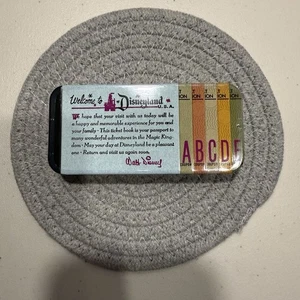 Welcome to Disneyland
U.S.A.
We hope that your visit with us today will be
a happy and memorable experience for you and
your family · This ticket book is your passport to
many wonderful adventures in the Magic King-
dom · May your day at Disneyland be a pleasant
one · Return and visit us again soon.
Walt Disney
A B C D E